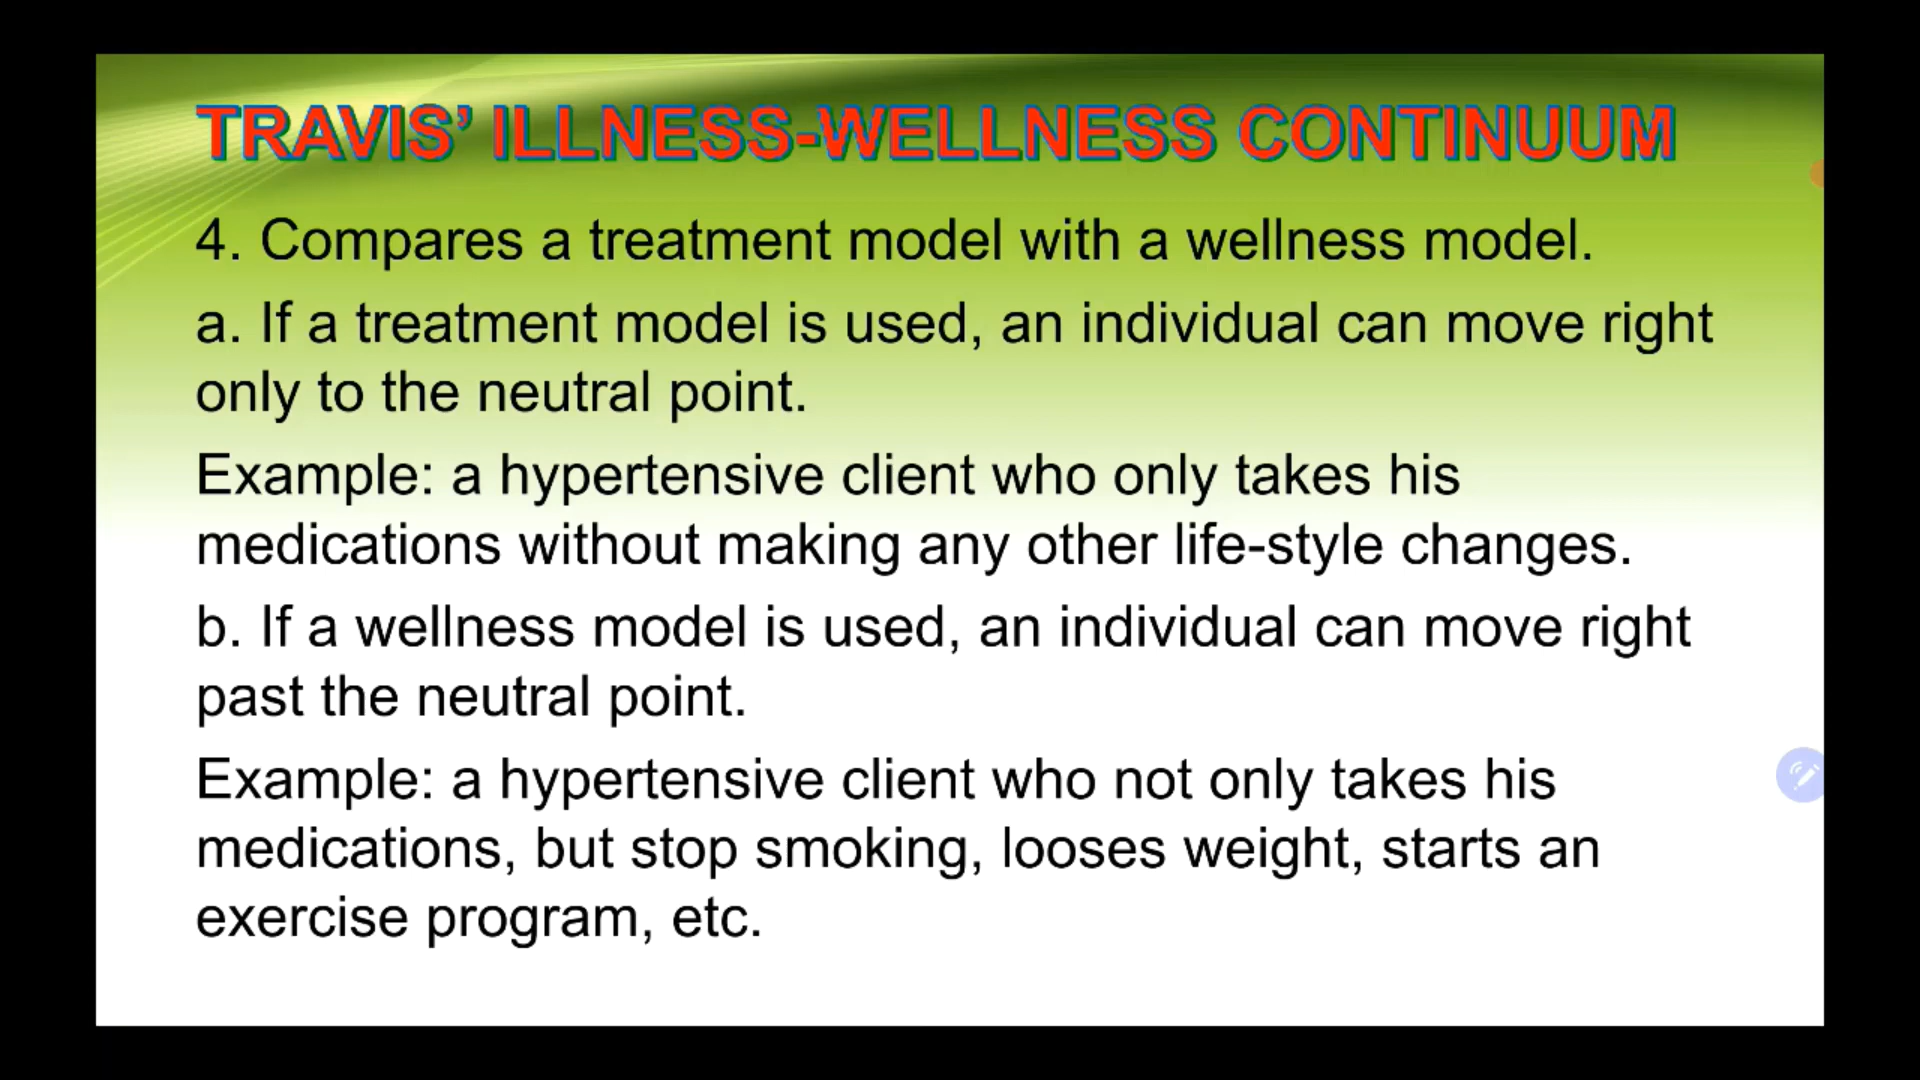 TRAVIS’ ILLNESS-WELLNESS CONTINUUM
4. Compares a treatment model with a wellness model.
a. If a treatment model is used, an individual can move right
only to the neutral point.
Example: a hypertensive client who only takes his
medications without making any other life-style changes.
b. If a wellness model is used, an individual can move right
past the neutral point.
Example: a hypertensive client who not only takes his
medications, but stop smoking, looses weight, starts an
exercise program, etc.